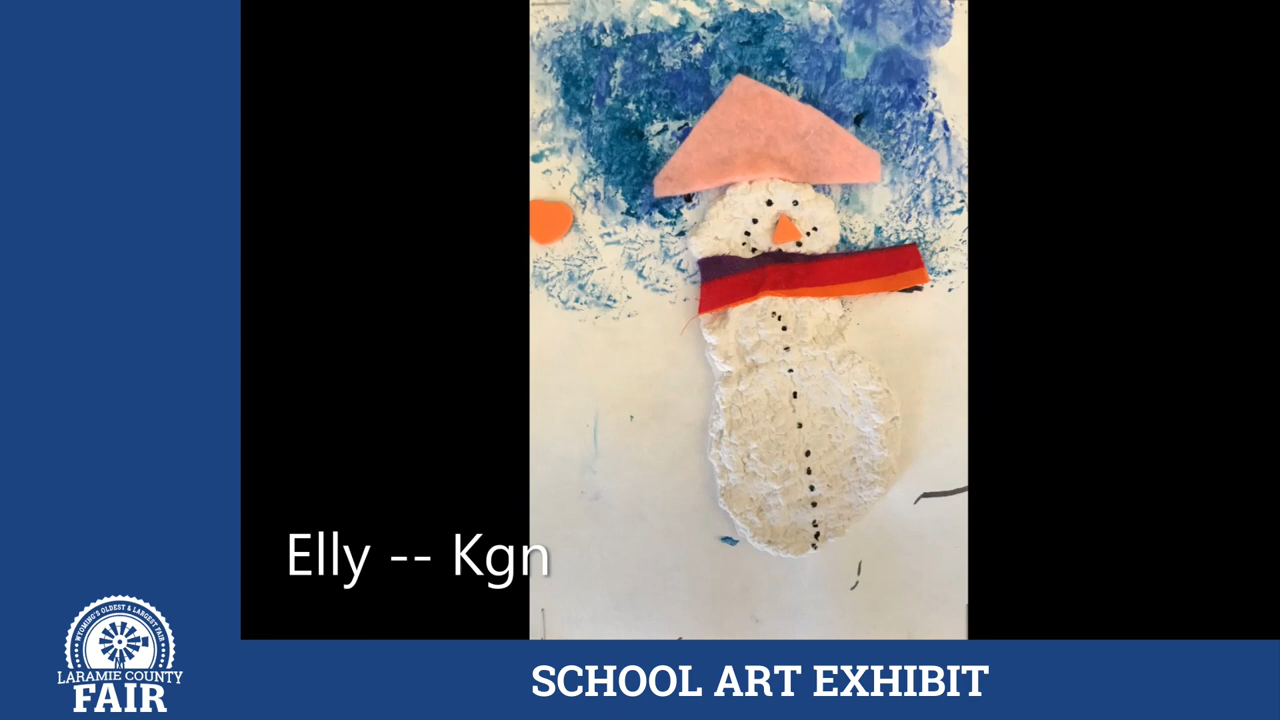 Elly -- Kgn
WYOMING'S OLDEST & LARGEST FAIR
LARAMIE COUNTY
FAIR
SCHOOL ART EXHIBIT